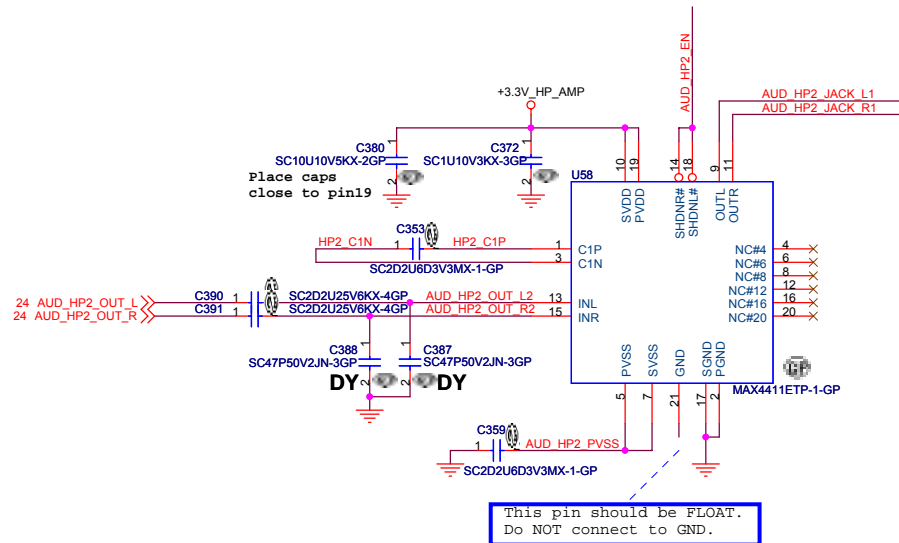 AUD_HP2_EN
+3.3V_HP_AMP
AUD_HP2_JACK_L1
AUD_HP2_JACK_R1
1
C380
SC10U10V5KX-2GP
2
Place caps
close to pin19
1
C372
SC1U10V3KX-3GP
2
U58
10
19
14
18
9
11
SVDD
PVDD
SHDNR#
SHDNL#
OUTL
OUTR
C353
HP2_C1N
1
HP2_C1P
SC2D2U6D3V3MX-1-GP
1
3
C1P
C1N
NC#4
NC#6
NC#8
NC#12
NC#16
NC#20
4
6
8
12
16
20
24 AUD_HP2_OUT_L
24 AUD_HP2_OUT_R
C390
C391
1
1
SC2D2U25V6KX-4GP
SC2D2U25V6KX-4GP
AUD_HP2_OUT_L2
AUD_HP2_OUT_R2
13
15
INL
INR
1
C388
SC47P50V2JN-3GP
DY
2
1
C387
SC47P50V2JN-3GP
2
DY
PVSS
SVSS
GND
SGND
PGND
5
7
21
17
2
MAX4411ETP-1-GP
C359
1
AUD_HP2_PVSS
SC2D2U6D3V3MX-1-GP
This pin should be FLOAT.
Do NOT connect to GND.